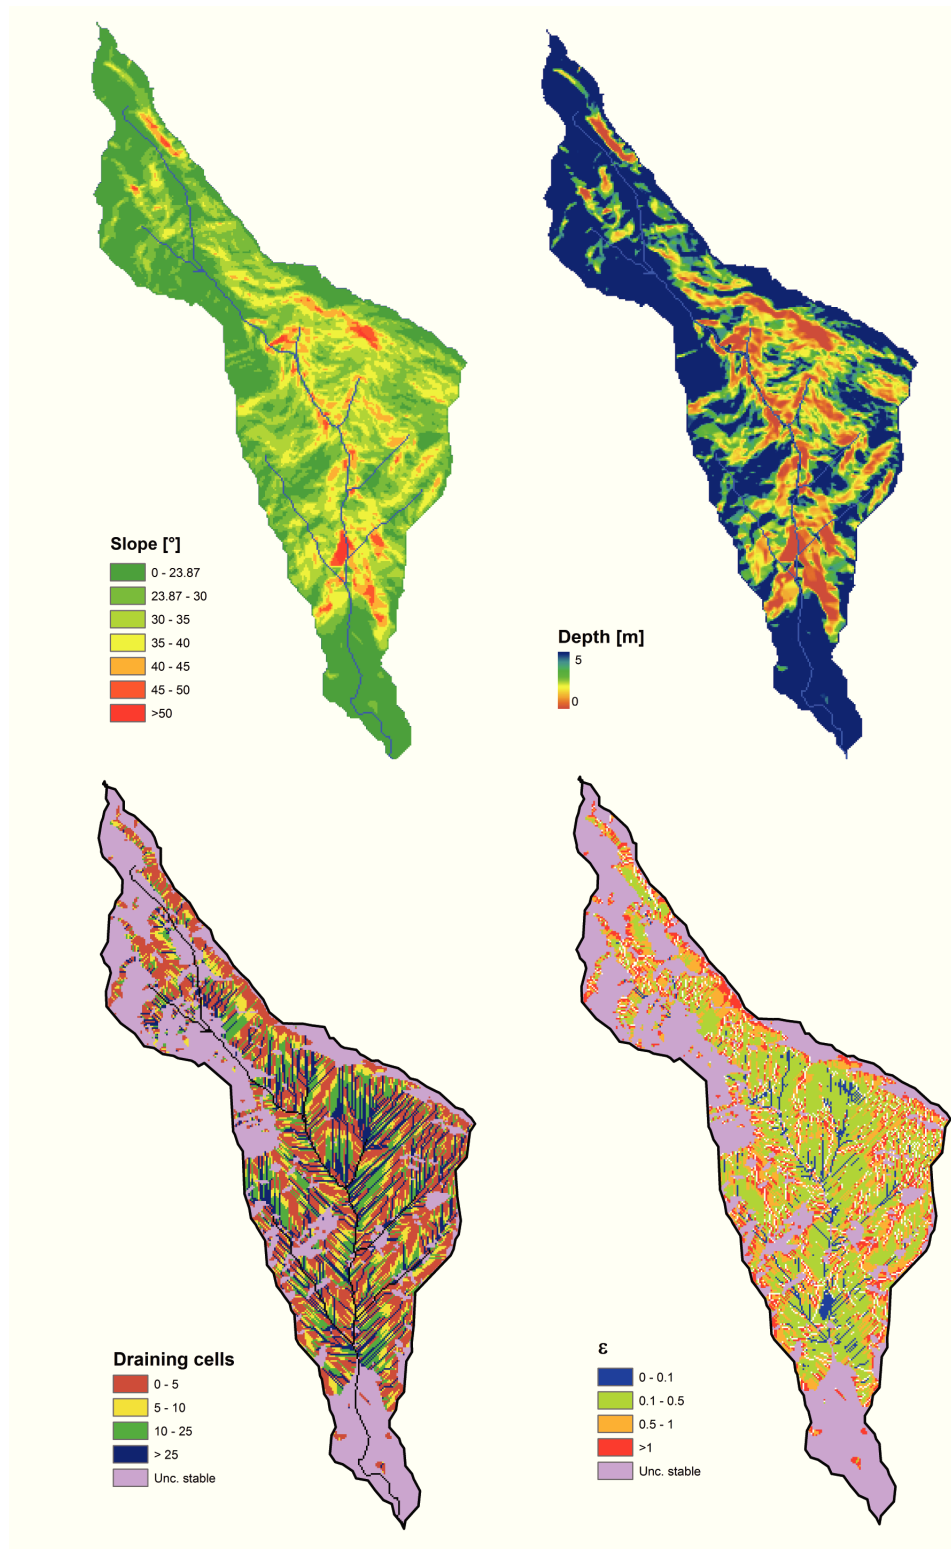 Slope [°]
0 - 23.87
23.87 - 30
30 - 35
35 - 40
40 - 45
45 - 50
>50
Depth [m]
5
0
Draining cells
0 - 5
5 - 10
10 - 25
> 25
Unc. stable
ε
0 - 0.1
0.1 - 0.5
0.5 - 1
>1
Unc. stable